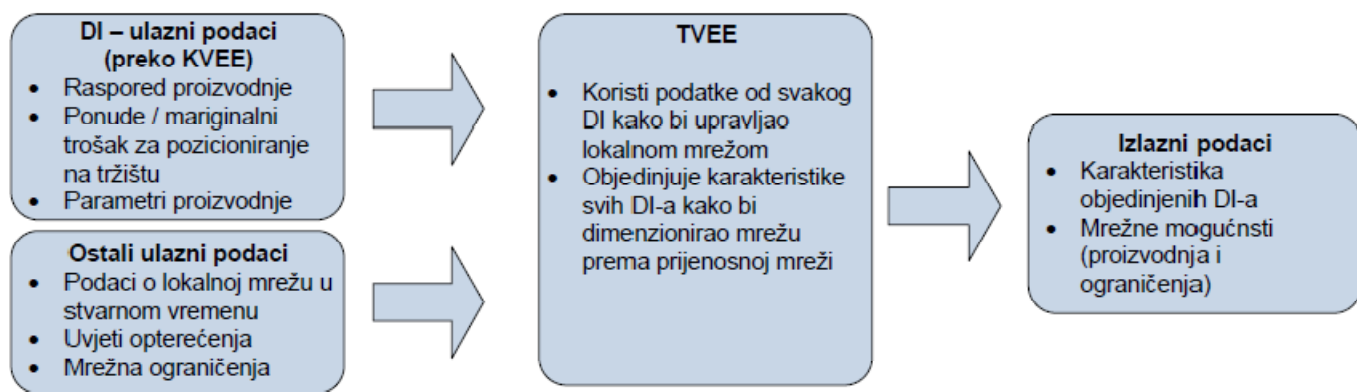 DI – ulazni podaci
(preko KVEE)
• Raspored proizvodnje
• Ponude / mariginalni
trošak za pozicioniranje
na tržištu
• Parametri proizvodnje
Ostali ulazni podaci
• Podaci o lokalnoj mrežu u
stvarnom vremenu
• Uvjeti opterećenja
• Mrežna ograničenja
TVEE
• Koristi podatke od svakog
DI kako bi upravljao
lokalnom mrežom
• Objedinjuje karakteristike
svih DI-a kako bi
dimenzionirao mrežu
prema prijenosnoj mreži
Izlazni podaci
• Karakteristika
objedinjenih DI-a
• Mrežne mogućnsti
(proizvodnja i
ograničenja)